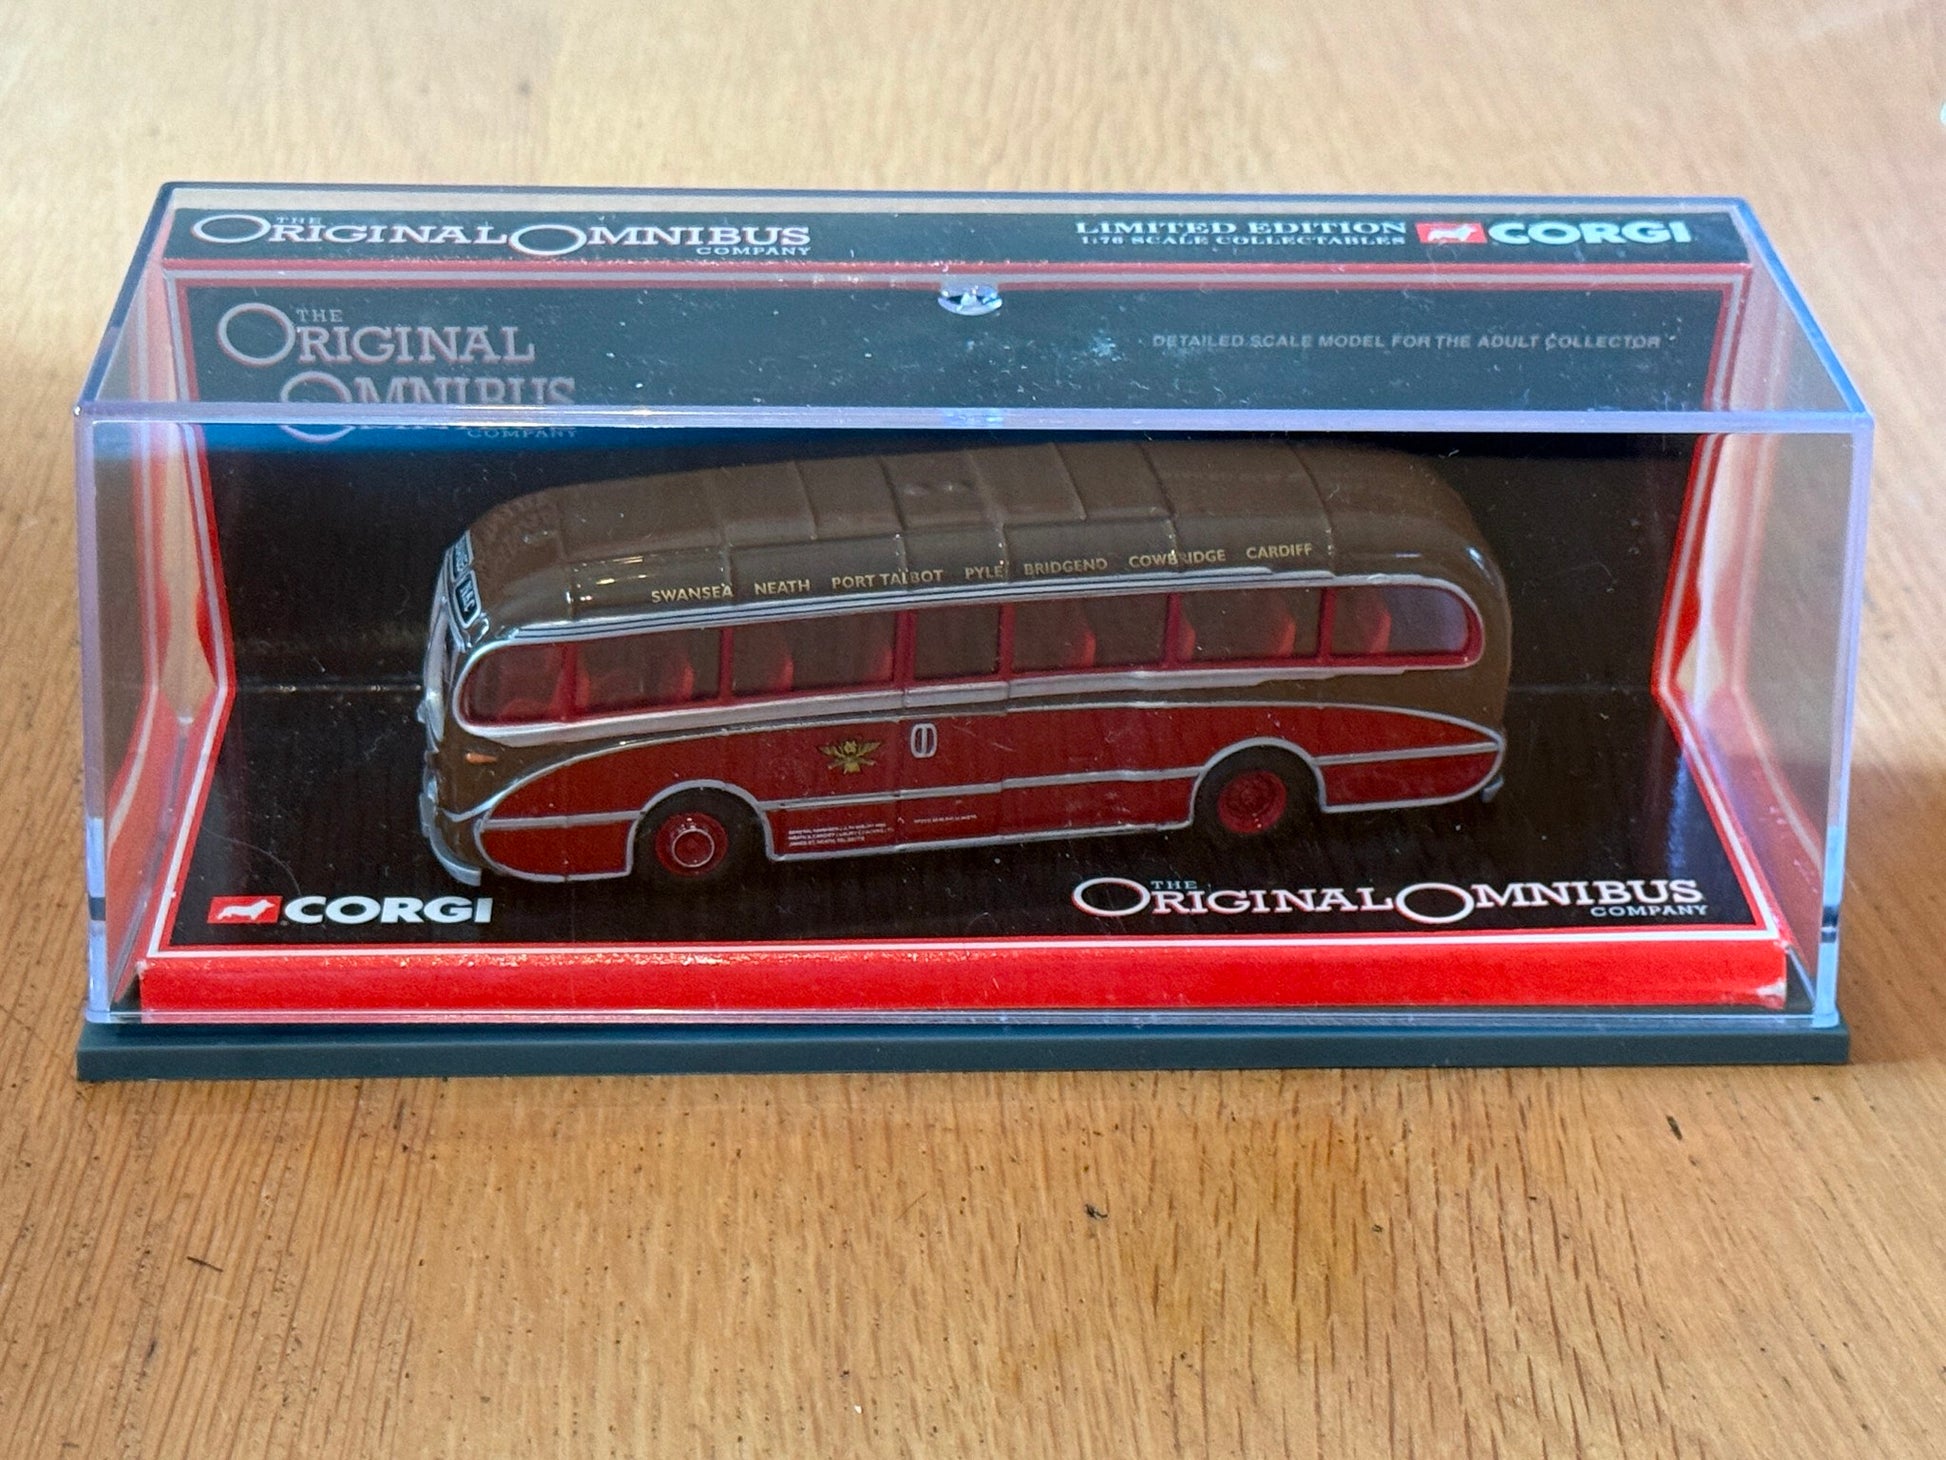 THE
ORIGINAL OMNIBUS
COMPANY
LIMITED EDITION
1:76 SCALE COLLECTABLES
CORGI
THE
ORIGINAL
OMNIBUS
COMPANY
DETAILED SCALE MODEL FOR THE ADULT COLLECTOR
SWANSEA NEATH PORT TALBOT PYLE BRIDGEND COWBRIDGE CARDIFF
CORGI
THE
ORIGINAL OMNIBUS
COMPANY